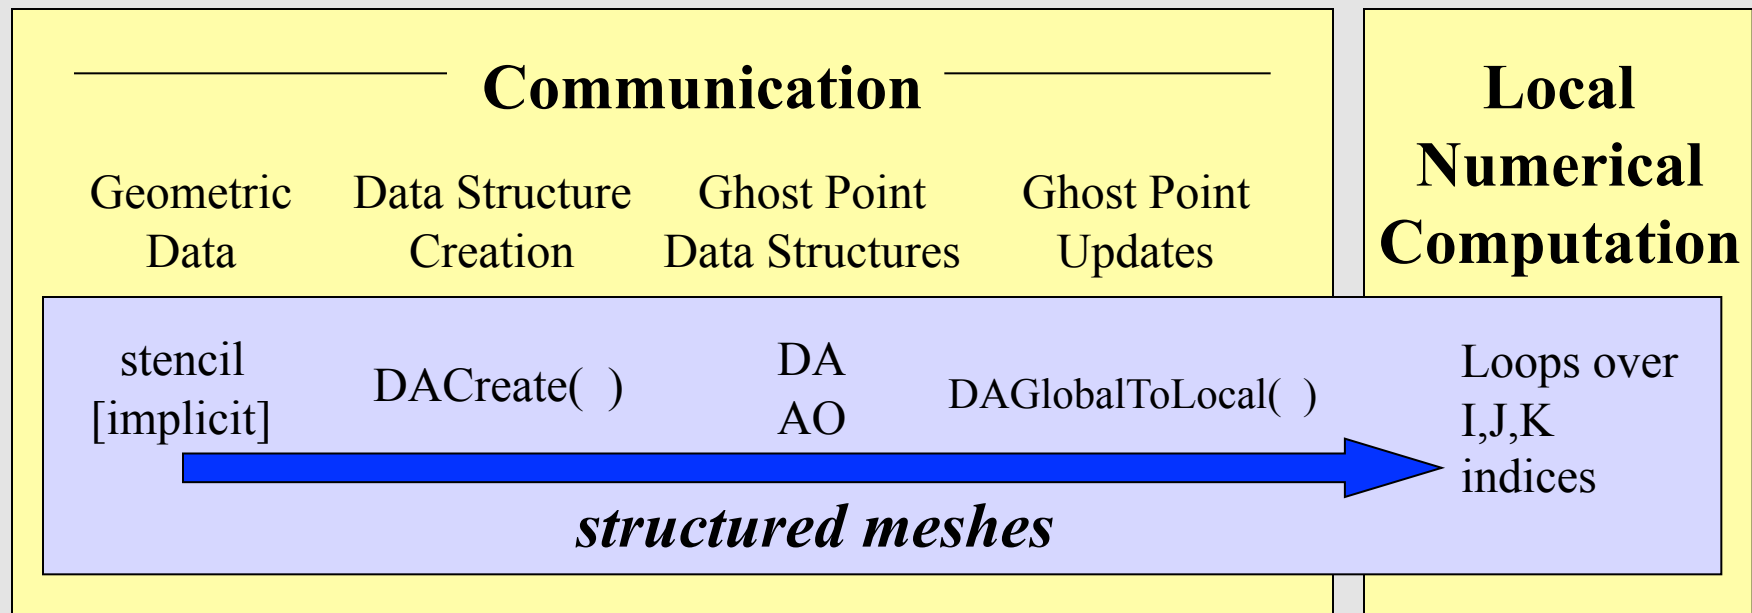 Communication
Geometric
Data
Data Structure
Creation
Ghost Point
Data Structures
Ghost Point
Updates
Local
Numerical
Computation
stencil
[implicit]
DACreate( )
DA
AO
DAGlobalToLocal( )
Loops over
I,J,K
indices
structured meshes